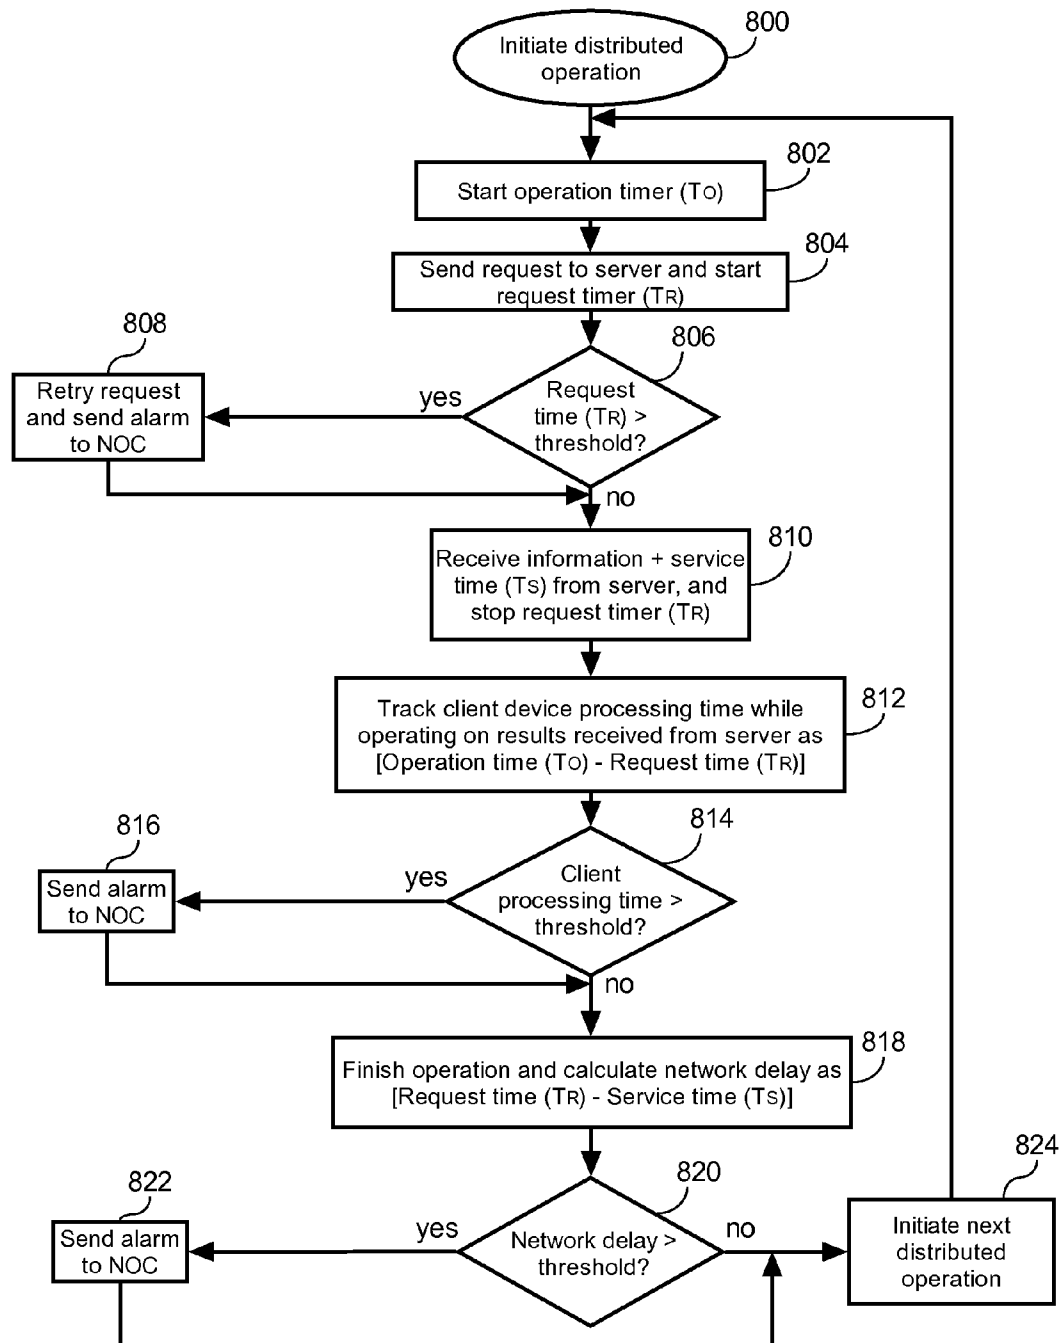 800
Initiate distributed
operation
802
Start operation timer (TO)
804
Send request to server and start
request timer (TR)
806
808
Request
time (TR) >
threshold?
yes
Retry request
and send alarm
to NOC
no
810
Receive information + service
time (TS) from server, and
stop request timer (TR)
812
Track client device processing time while
operating on results received from server as
[Operation time (TO) - Request time (TR)]
814
816
Client
processing time >
threshold?
yes
Send alarm
to NOC
no
818
Finish operation and calculate network delay as
[Request time (TR) - Service time (TS)]
820
822
824
Network delay >
threshold?
yes
no
Send alarm
to NOC
Initiate next
distributed
operation